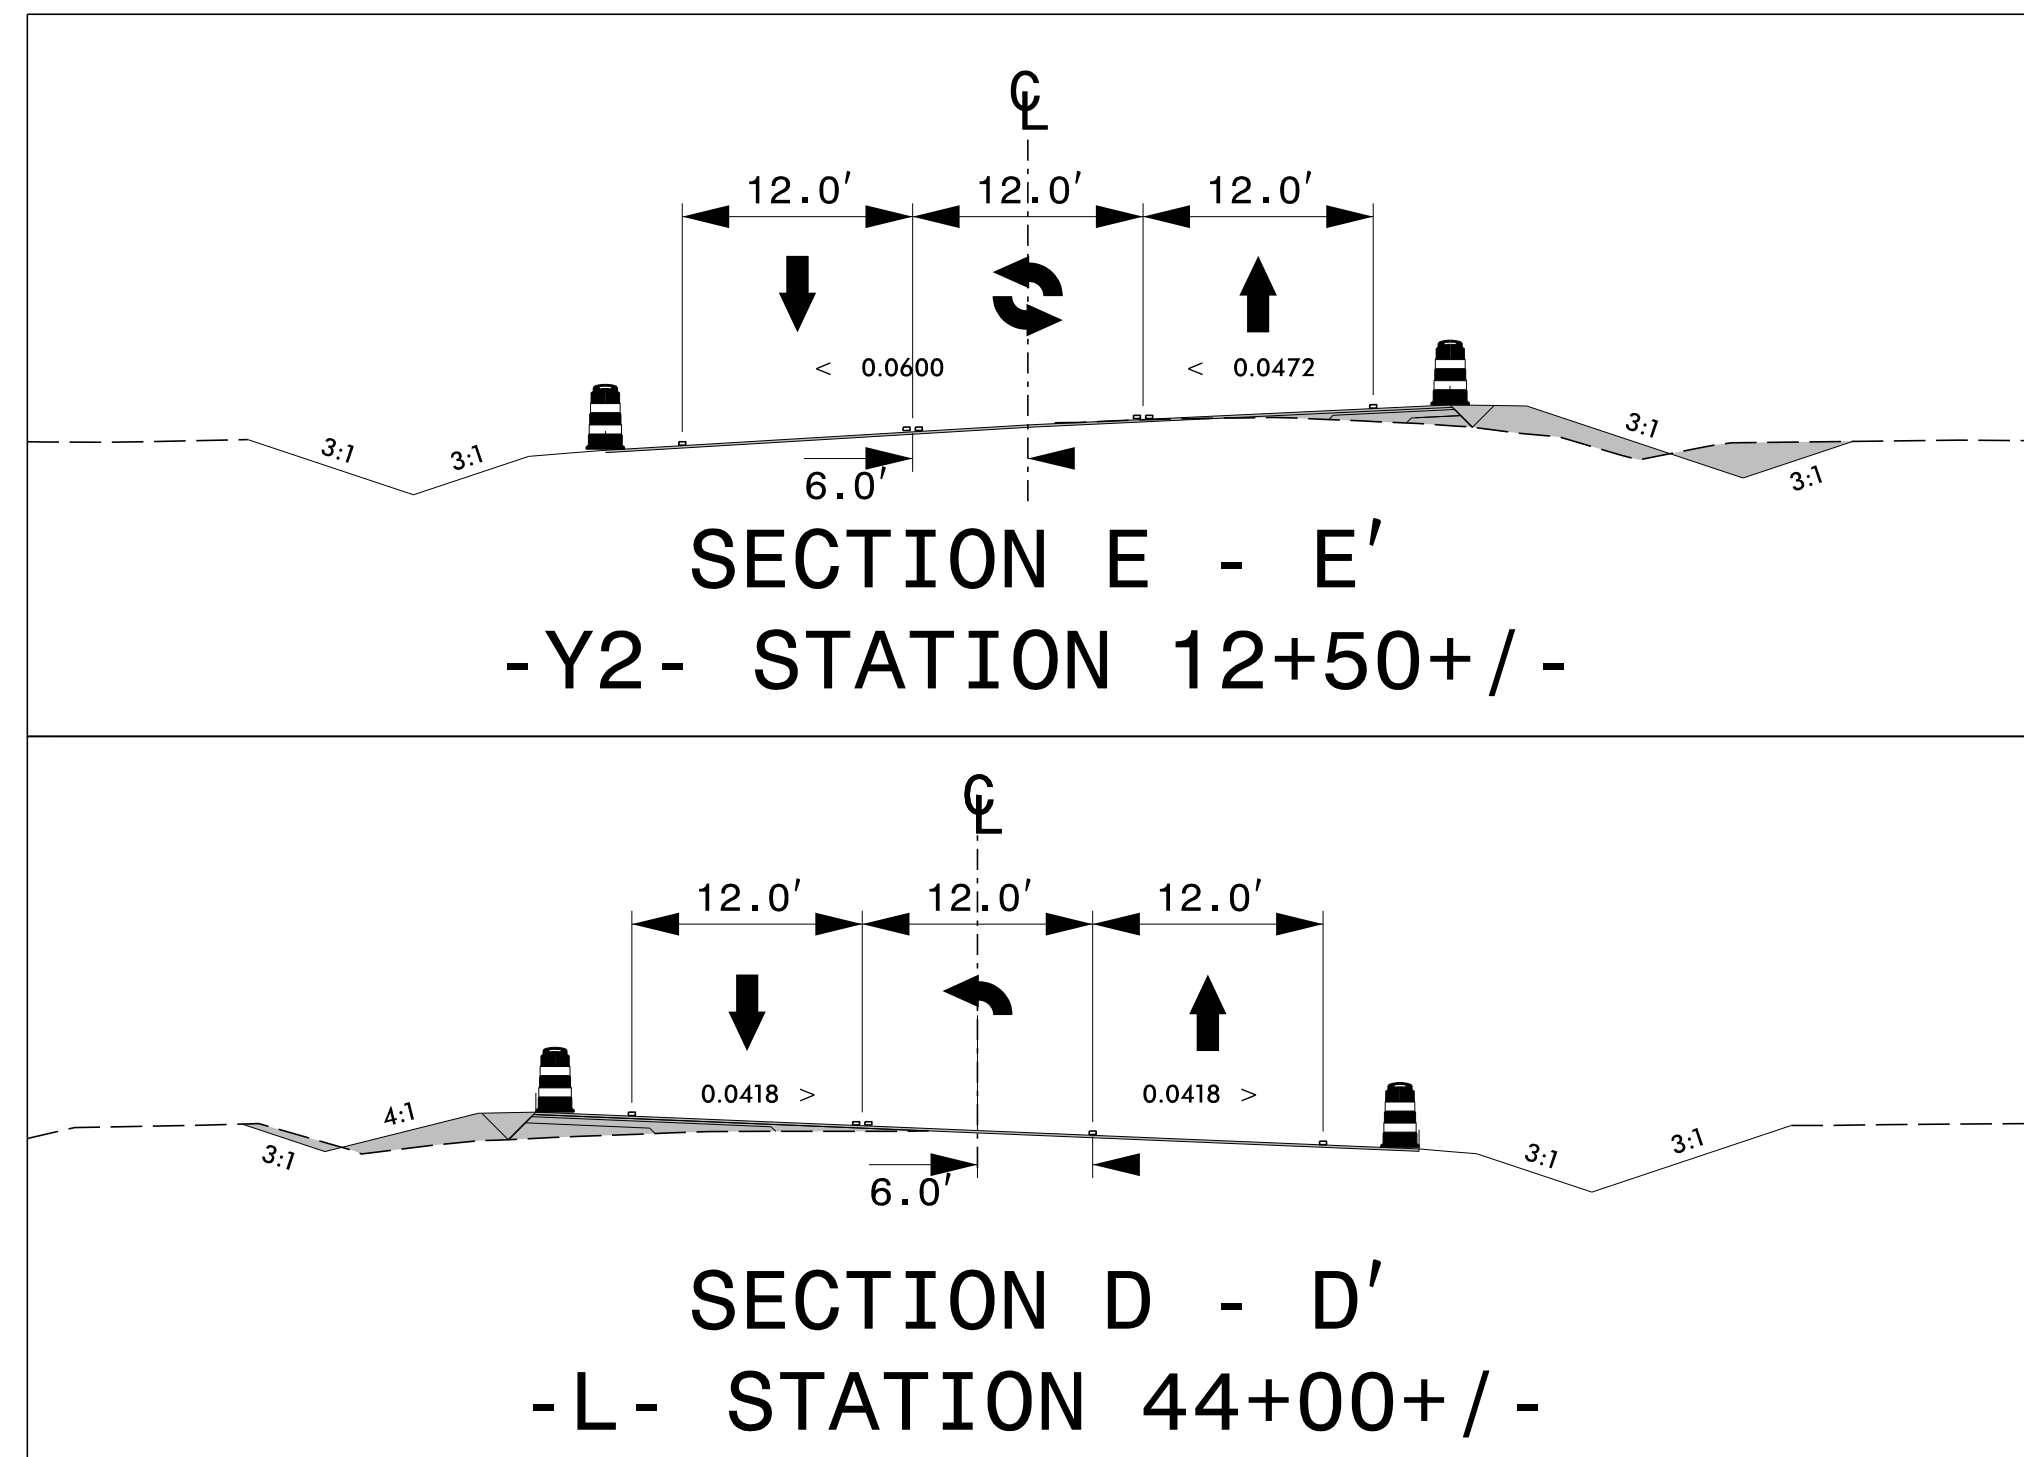 ℄
12.0' 12.0' 12.0'
< 0.0600 < 0.0472
3:1 3:1 3:1 3:1
6.0'
SECTION E - E'
-Y2- STATION 12+50+/-
℄
12.0' 12.0' 12.0'
0.0418 > 0.0418 >
3:1 4:1 3:1 3:1
6.0'
SECTION D - D'
-L- STATION 44+00+/-